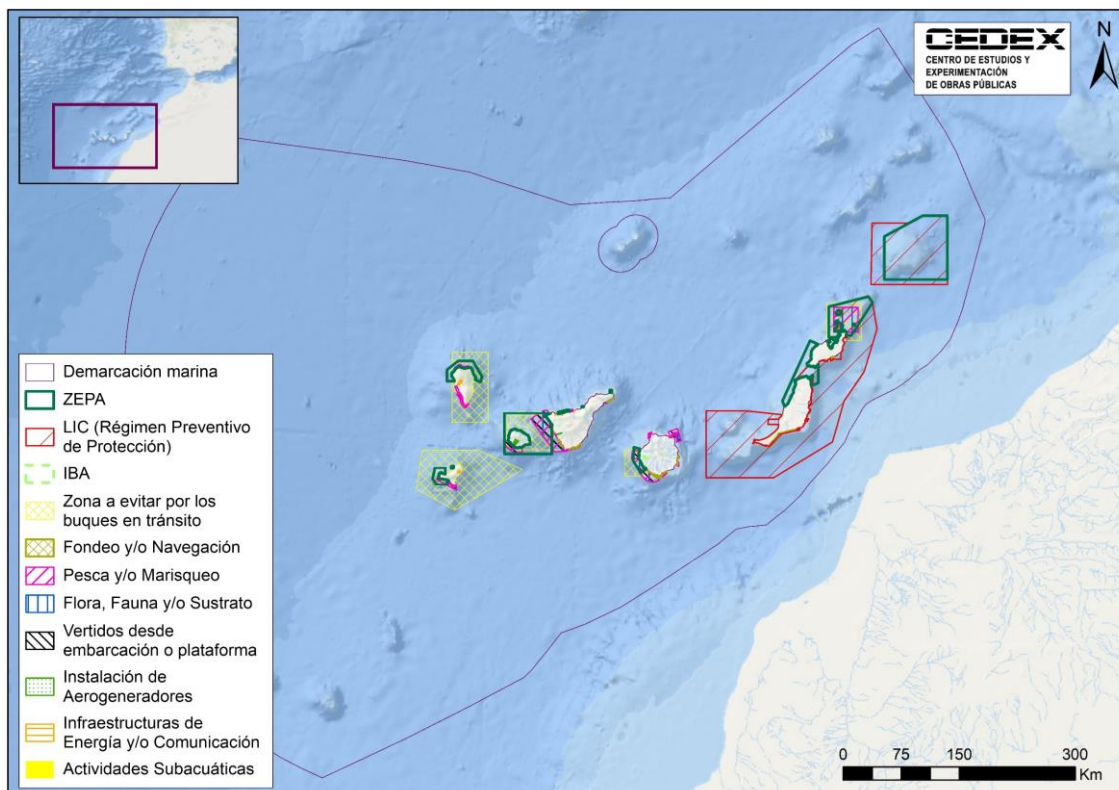 CEDEX
CENTRO DE ESTUDIOS Y
EXPERIMENTACIÓN
DE OBRAS PÚBLICAS
N
Demarcación marina
ZEPA
LIC (Régimen Preventivo
de Protección)
IBA
Zona a evitar por los
buques en tránsito
Fondeo y/o Navegación
Pesca y/o Marisqueo
Flora, Fauna y/o Sustrato
Vertidos desde
embarcación o plataforma
Instalación de
Aerogeneradores
Infraestructuras de
Energía y/o Comunicación
Actividades Subacuáticas
0 75 150 300
Km